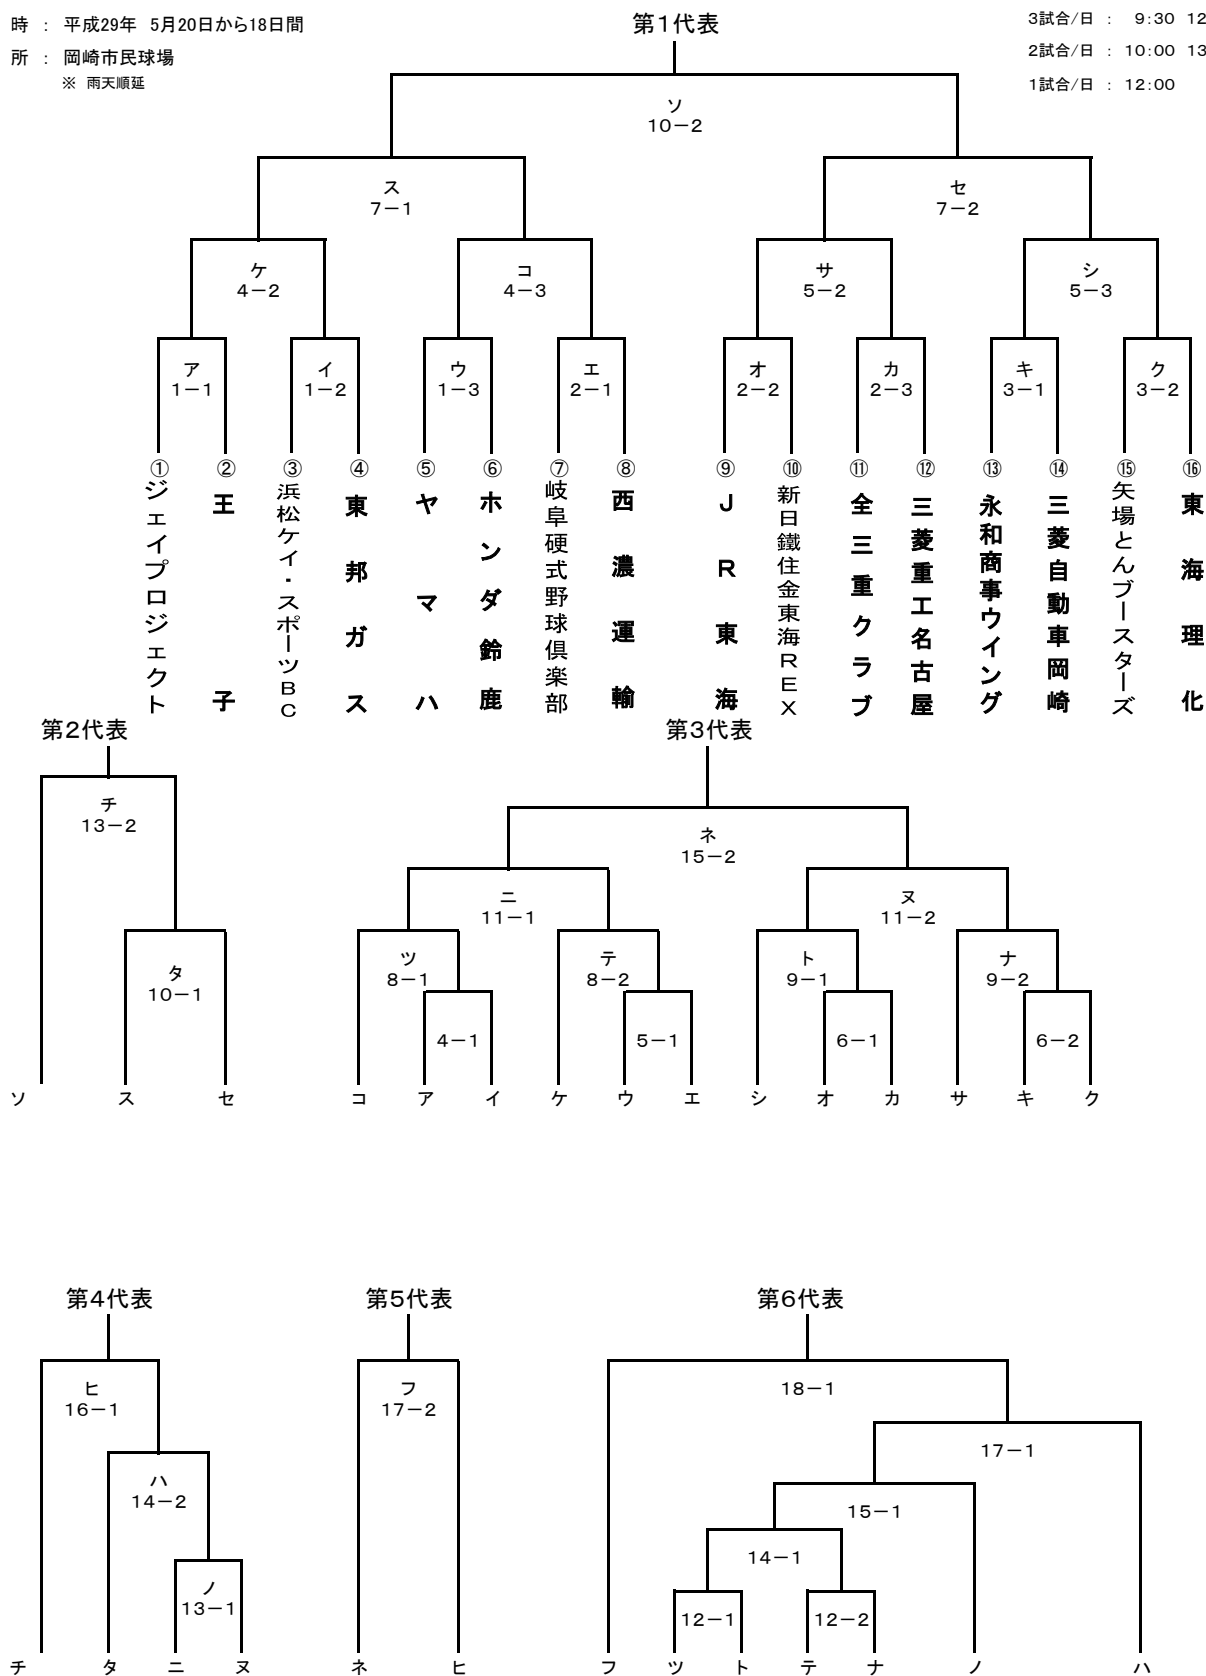 時 : 平成29年 5月20日から18日間
所 : 岡崎市民球場
※ 雨天順延
3試合/日 : 9:30 12
2試合/日 : 10:00 13
1試合/日 : 12:00
第1代表
ソ
10-2
ス
7-1
セ
7-2
ケ
4-2
コ
4-3
サ
5-2
シ
5-3
ア
1-1
イ
1-2
ウ
1-3
エ
2-1
オ
2-2
カ
2-3
キ
3-1
ク
3-2
① ジェイプロジェクト
② 王子
③ 浜松ケイ・スポーツBC
④ 東邦ガス
⑤ ヤマハ
⑥ ホンダ鈴鹿
⑦ 岐阜硬式野球倶楽部
⑧ 西濃運輸
⑨ JR東海
⑩ 新日鐵住金東海REX
⑪ 全三重クラブ
⑫ 三菱重工名古屋
⑬ 永和商事ウイング
⑭ 三菱自動車岡崎
⑮ 矢場とんブースターズ
⑯ 東海理化
第2代表
チ
13-2
タ
10-1
ソ ス セ
第3代表
ネ
15-2
ニ
11-1
ヌ
11-2
ツ
8-1
テ
8-2
ト
9-1
ナ
9-2
4-1
5-1
6-1
6-2
コ ア イ ケ ウ エ シ オ カ サ キ ク
第4代表
ヒ
16-1
ハ
14-2
ノ
13-1
チ タ ニ ヌ
第5代表
フ
17-2
ネ ヒ
第6代表
18-1
17-1
15-1
14-1
12-1
12-2
フ ツ ト テ ナ ノ ハ